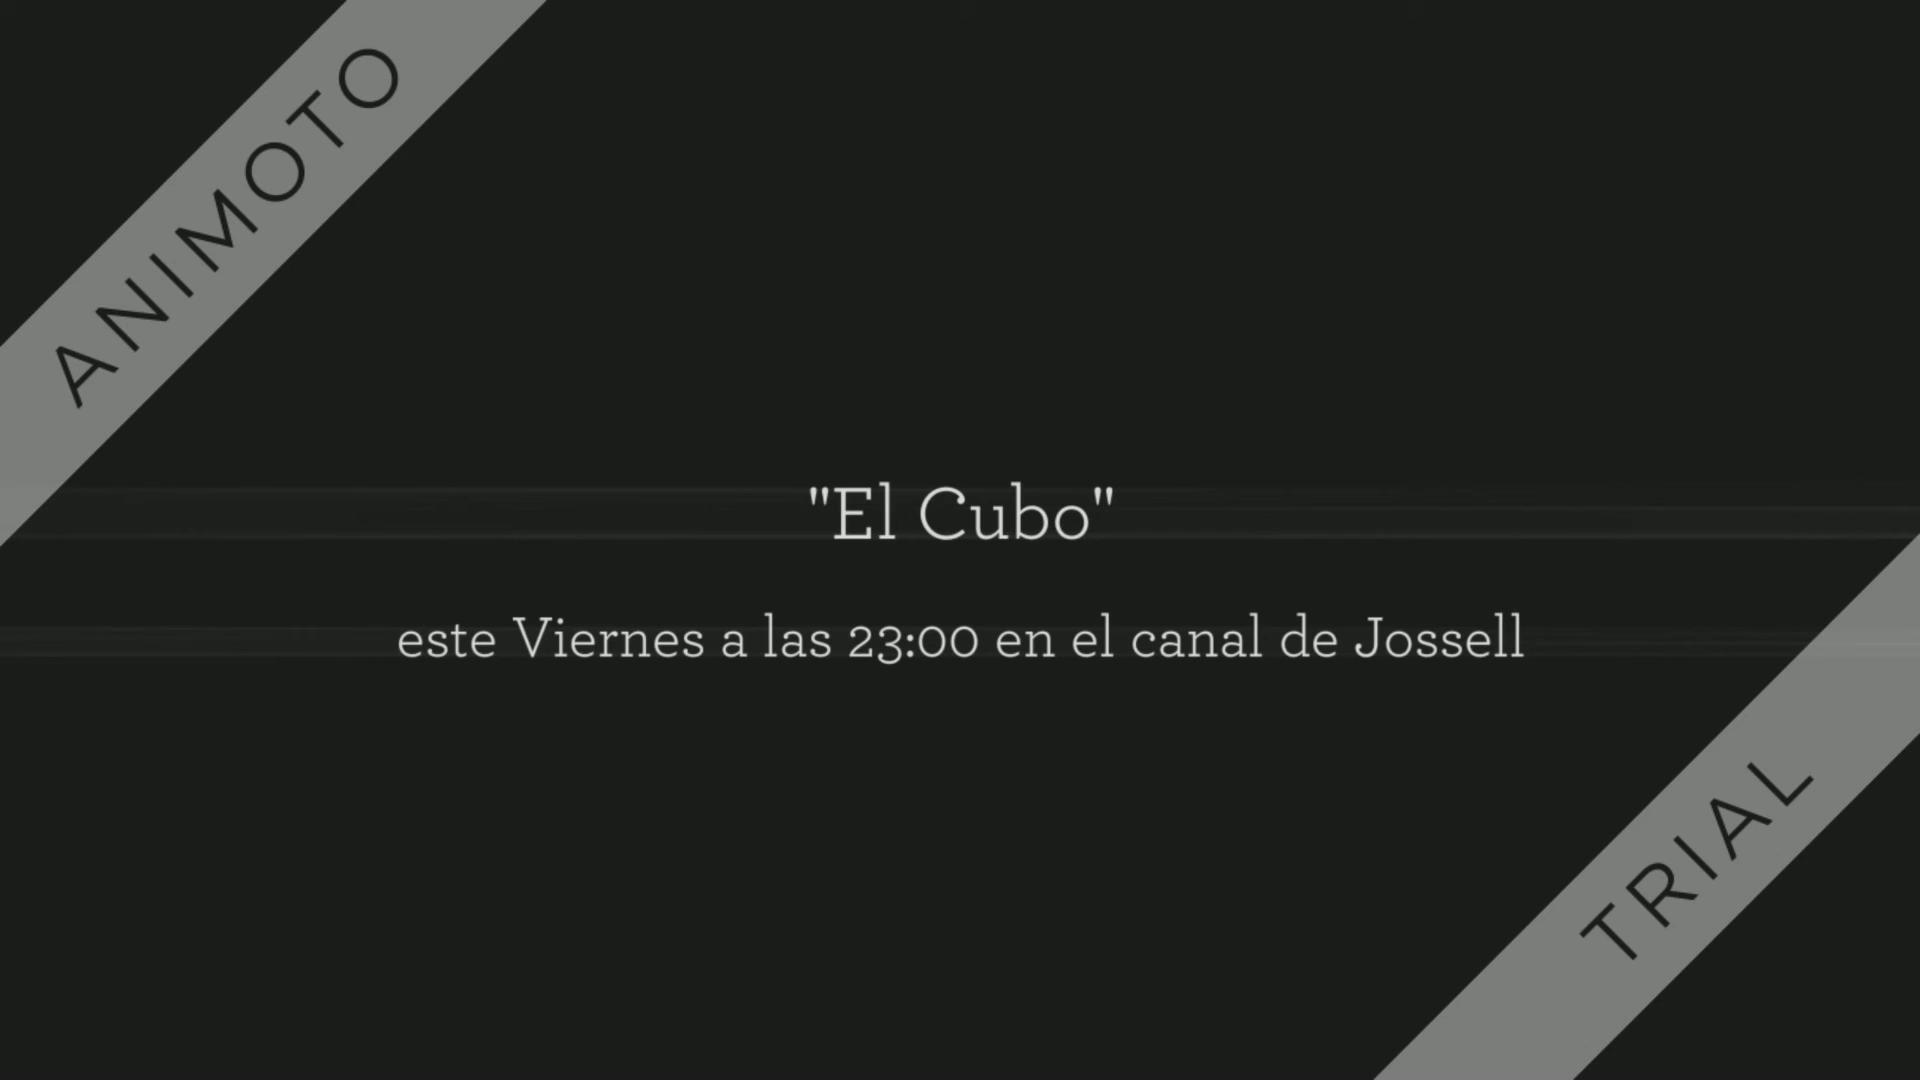 ANIMOTO
"El Cubo"
este Viernes a las 23:00 en el canal de Jossell
TRIAL